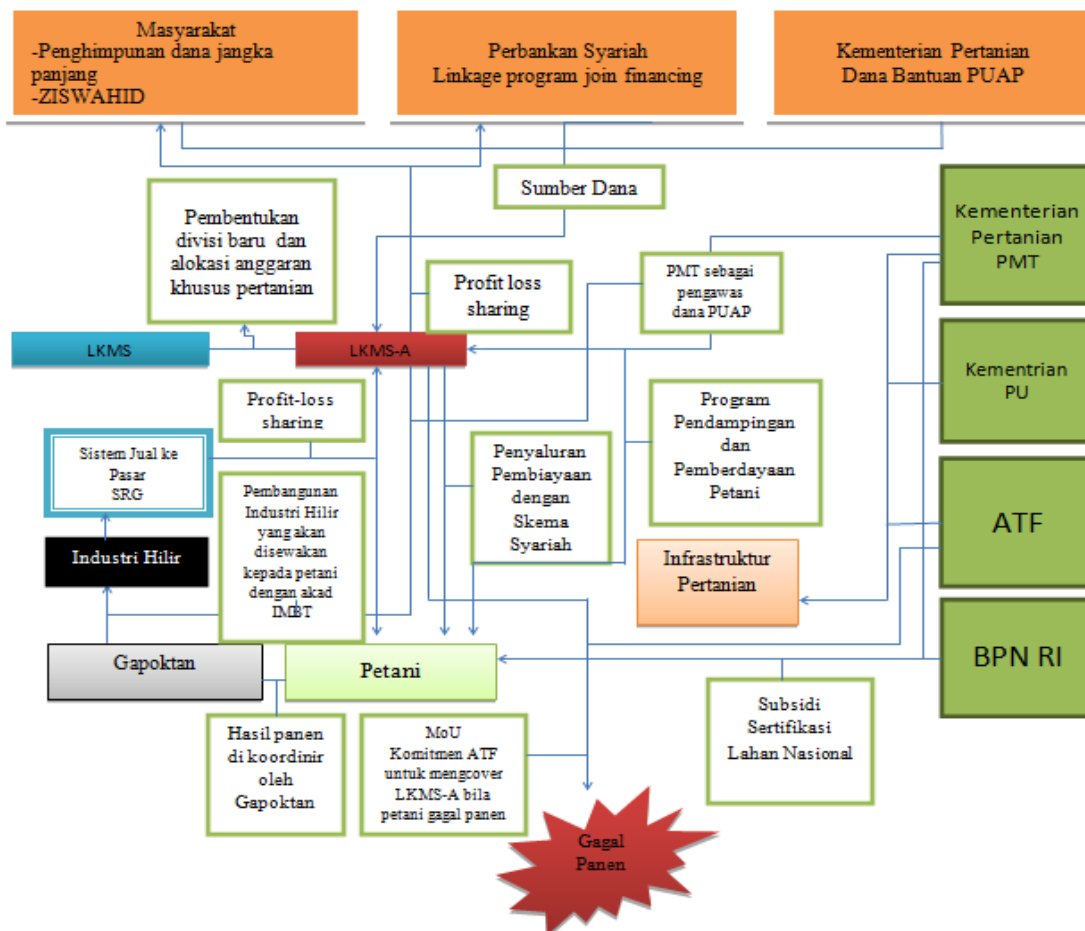 Masyarakat
-Penghimpunan dana jangka
panjang
-ZISWAHID
Perbankan Syariah
Linkage program join financing
Kementerian Pertanian
Dana Bantuan PUAP
Sumber Dana
Pembentukan
divisi baru dan
alokasi anggaran
khusus pertanian
Kementerian
Pertanian
PMT
Profit loss
sharing
PMT sebagai
pengawas
dana PUAP
LKMS
LKMS-A
Kementrian
PU
Profit-loss
sharing
Program
Pendampingan
dan
Pemberdayaan
Petani
Sistem Jual ke
Pasar
SRG
Penyaluran
Pembiayaan
dengan
Skema
Syariah
Pembangunan
Industri Hilir
yang akan
disewakan
kepada petani
dengan akad
IMBT
ATF
Industri Hilir
Infrastruktur
Pertanian
Gapoktan
Petani
BPN RI
Subsidi
Sertifikasi
Lahan Nasional
Hasil panen
di koordinir
oleh
Gapoktan
MoU
Komitmen ATF
untuk mengcover
LKMS-A bila
petani gagal panen
Gagal
Panen